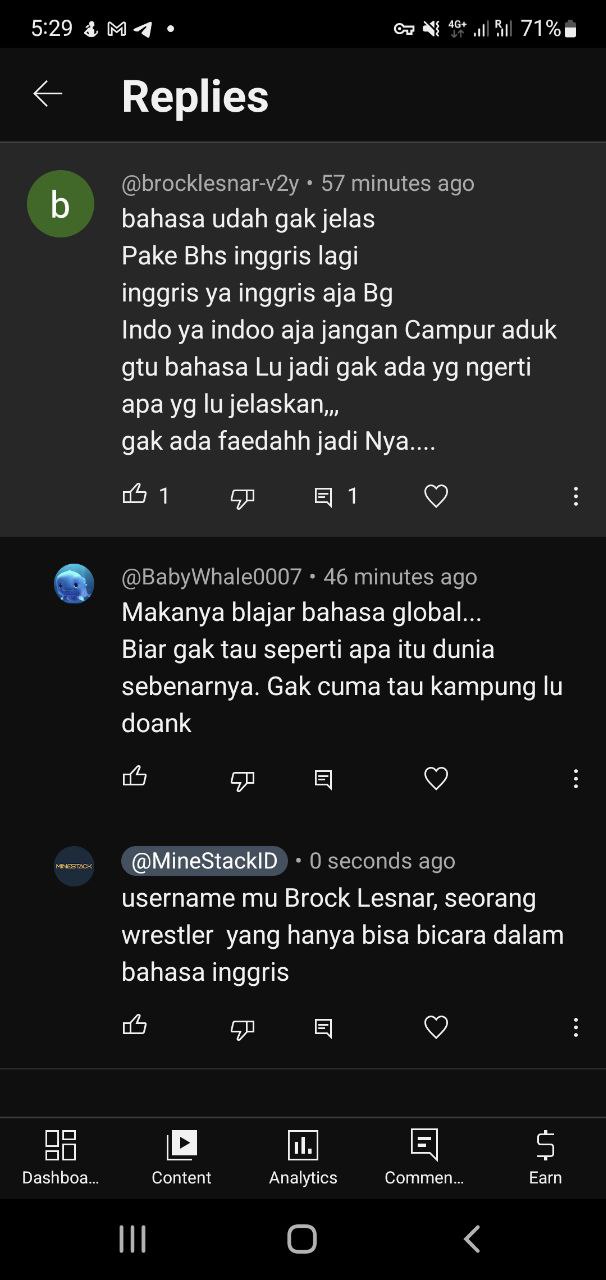 5:29
4G+
R
71%
Replies
b
@brocklesnar-v2y • 57 minutes ago
bahasa udah gak jelas
Pake Bhs inggris lagi
inggris ya inggris aja Bg
Indo ya indoo aja jangan Campur aduk
gtu bahasa Lu jadi gak ada yg ngerti
apa yg lu jelaskan,,,
gak ada faedahh jadi Nya....
1
1
@BabyWhale0007 • 46 minutes ago
Makanya blajar bahasa global...
Biar gak tau seperti apa itu dunia
sebenarnya. Gak cuma tau kampung lu
doank
MINESTACK
@MineStackID • 0 seconds ago
username mu Brock Lesnar, seorang
wrestler yang hanya bisa bicara dalam
bahasa inggris
Dashboa...
Content
Analytics
Commen...
Earn